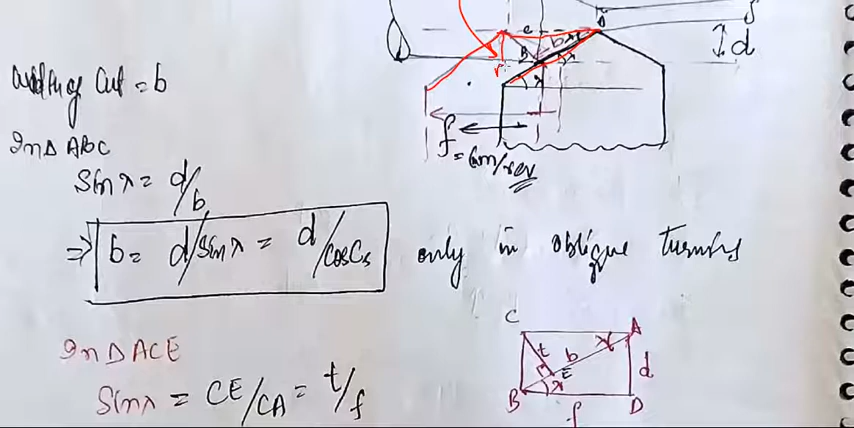 c
b
λ
B
λ
d
λ
f
= mm/rev
Width of Cut = b
In Δ ABC
Sin λ = d/b
⇒ b = d/sin λ = d/cos Cs only in oblique turning
In Δ ACE
Sin λ = CE/CA = t/f
C A
λ
t b
E d
λ
B f D